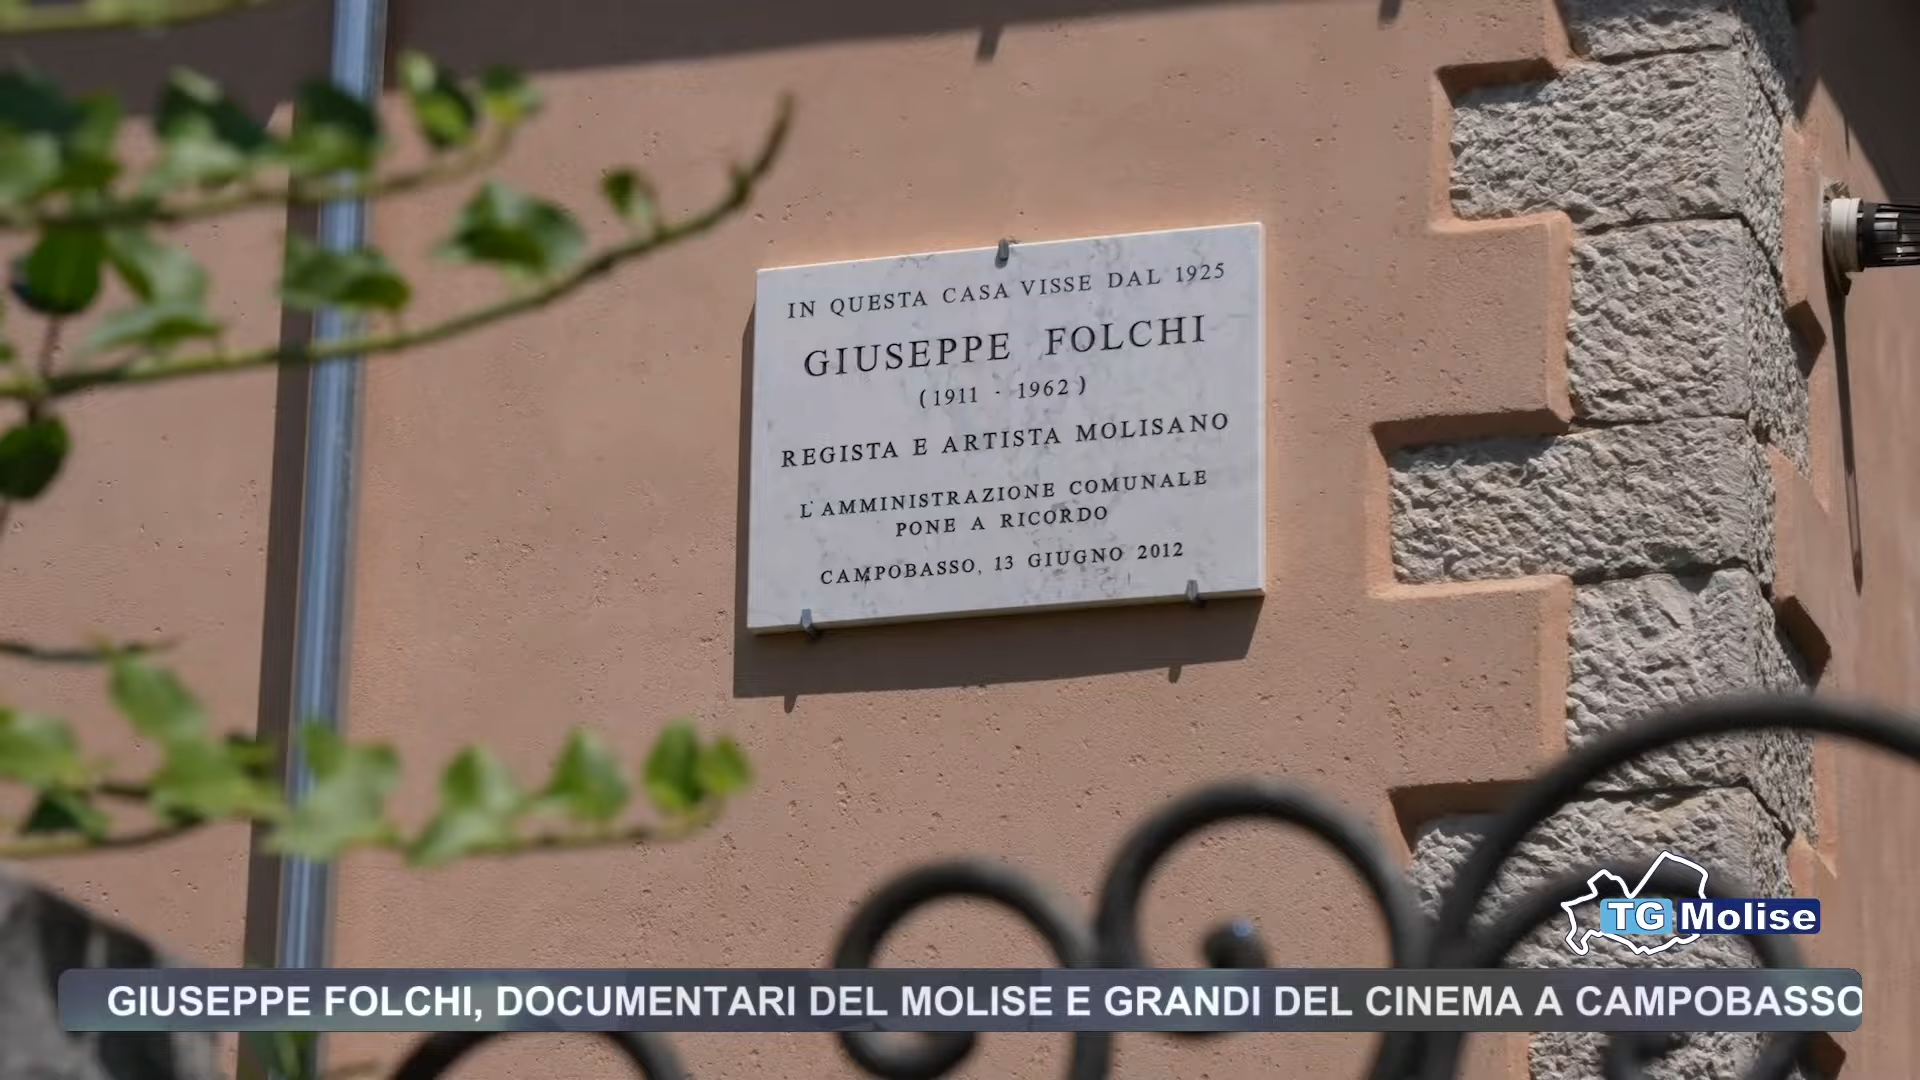 IN QUESTA CASA VISSE DAL 1925
GIUSEPPE FOLCHI
(1911 - 1962)
REGISTA E ARTISTA MOLISANO
L'AMMINISTRAZIONE COMUNALE
PONE A RICORDO
CAMPOBASSO, 13 GIUGNO 2012
TG Molise
GIUSEPPE FOLCHI, DOCUMENTARI DEL MOLISE E GRANDI DEL CINEMA A CAMPOBASSO